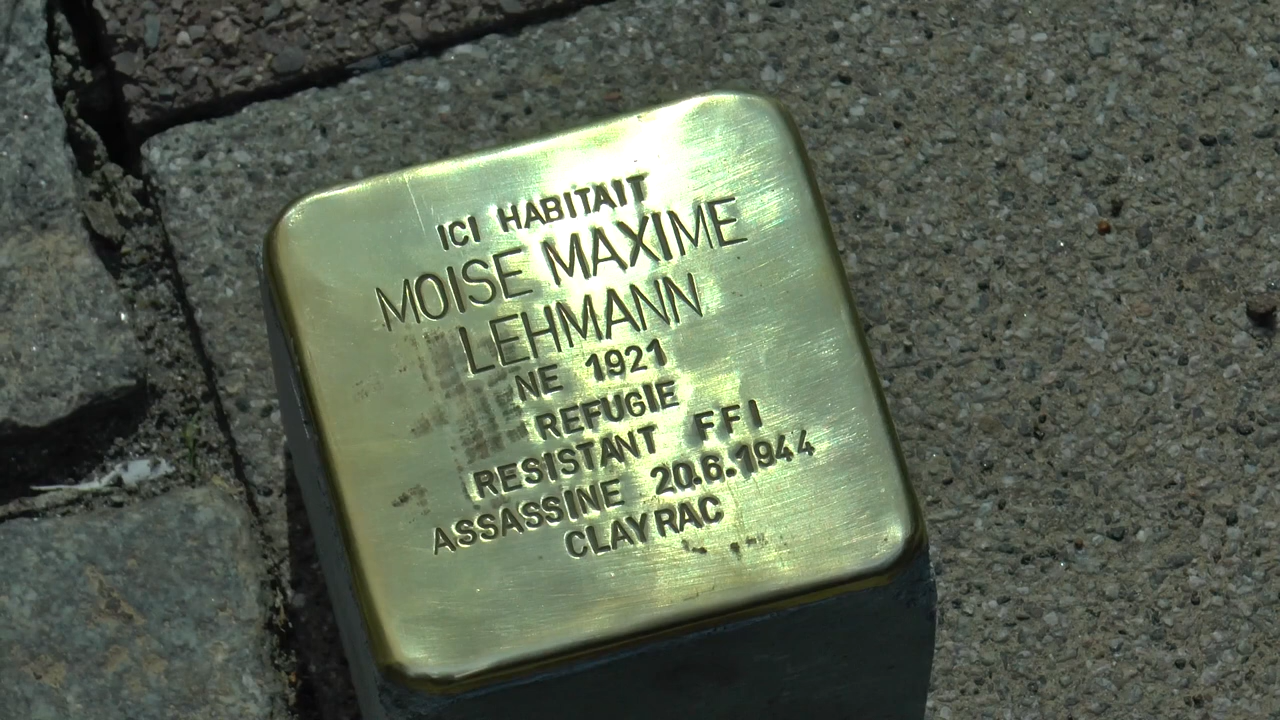 ICI HABITAIT
MOISE MAXIME
LEHMANN
NE 1921
REFUGIE
RESISTANT FFI
ASSASSINE 20.6.1944
CLAYRAC